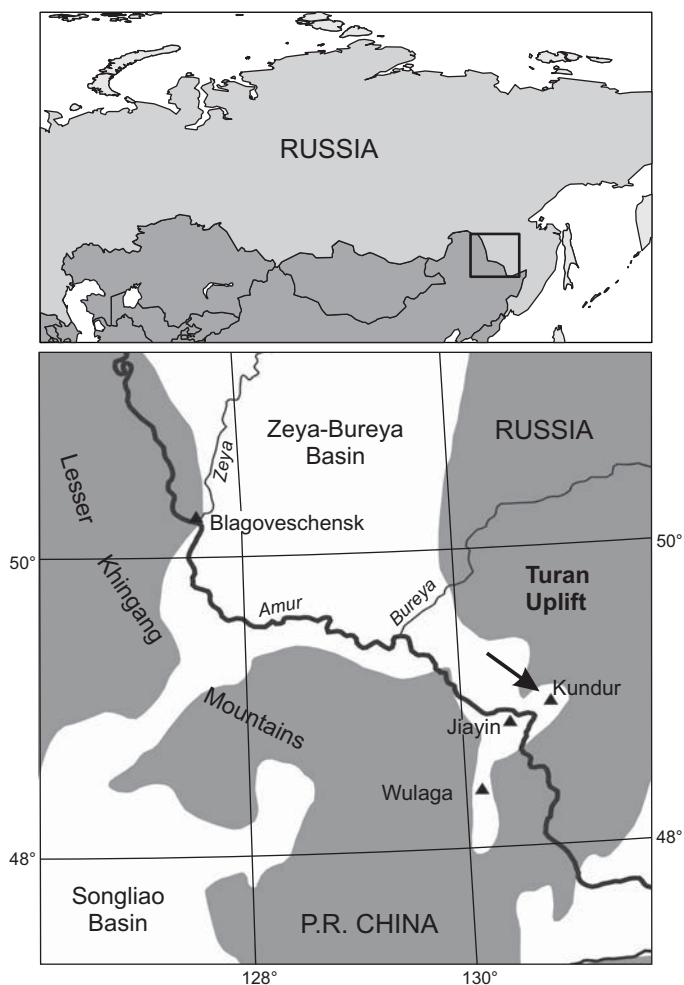 RUSSIA
Zeya-Bureya
Basin
RUSSIA
Zeya
Lesser
Khingang
Mountains
Blagoveschensk
50°
50°
Turan
Uplift
Amur
Bureya
Kundur
Jiayin
Wulaga
48°
48°
Songliao
Basin
P.R. CHINA
128°
130°